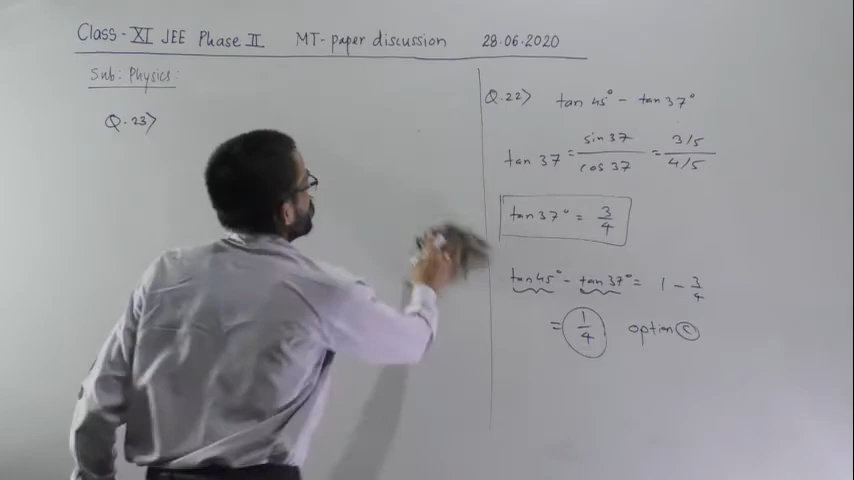 Class - XI JEE Phase II MT- paper discussion 28.06.2020
Sub: Physics:
Q.23>
Q.22> tan 45° - tan 37°
tan 37 = sin 37 / cos 37 = 3/5 / 4/5
tan 37° = 3/4
tan 45° - tan 37° = 1 - 3/4
= 1/4 option C